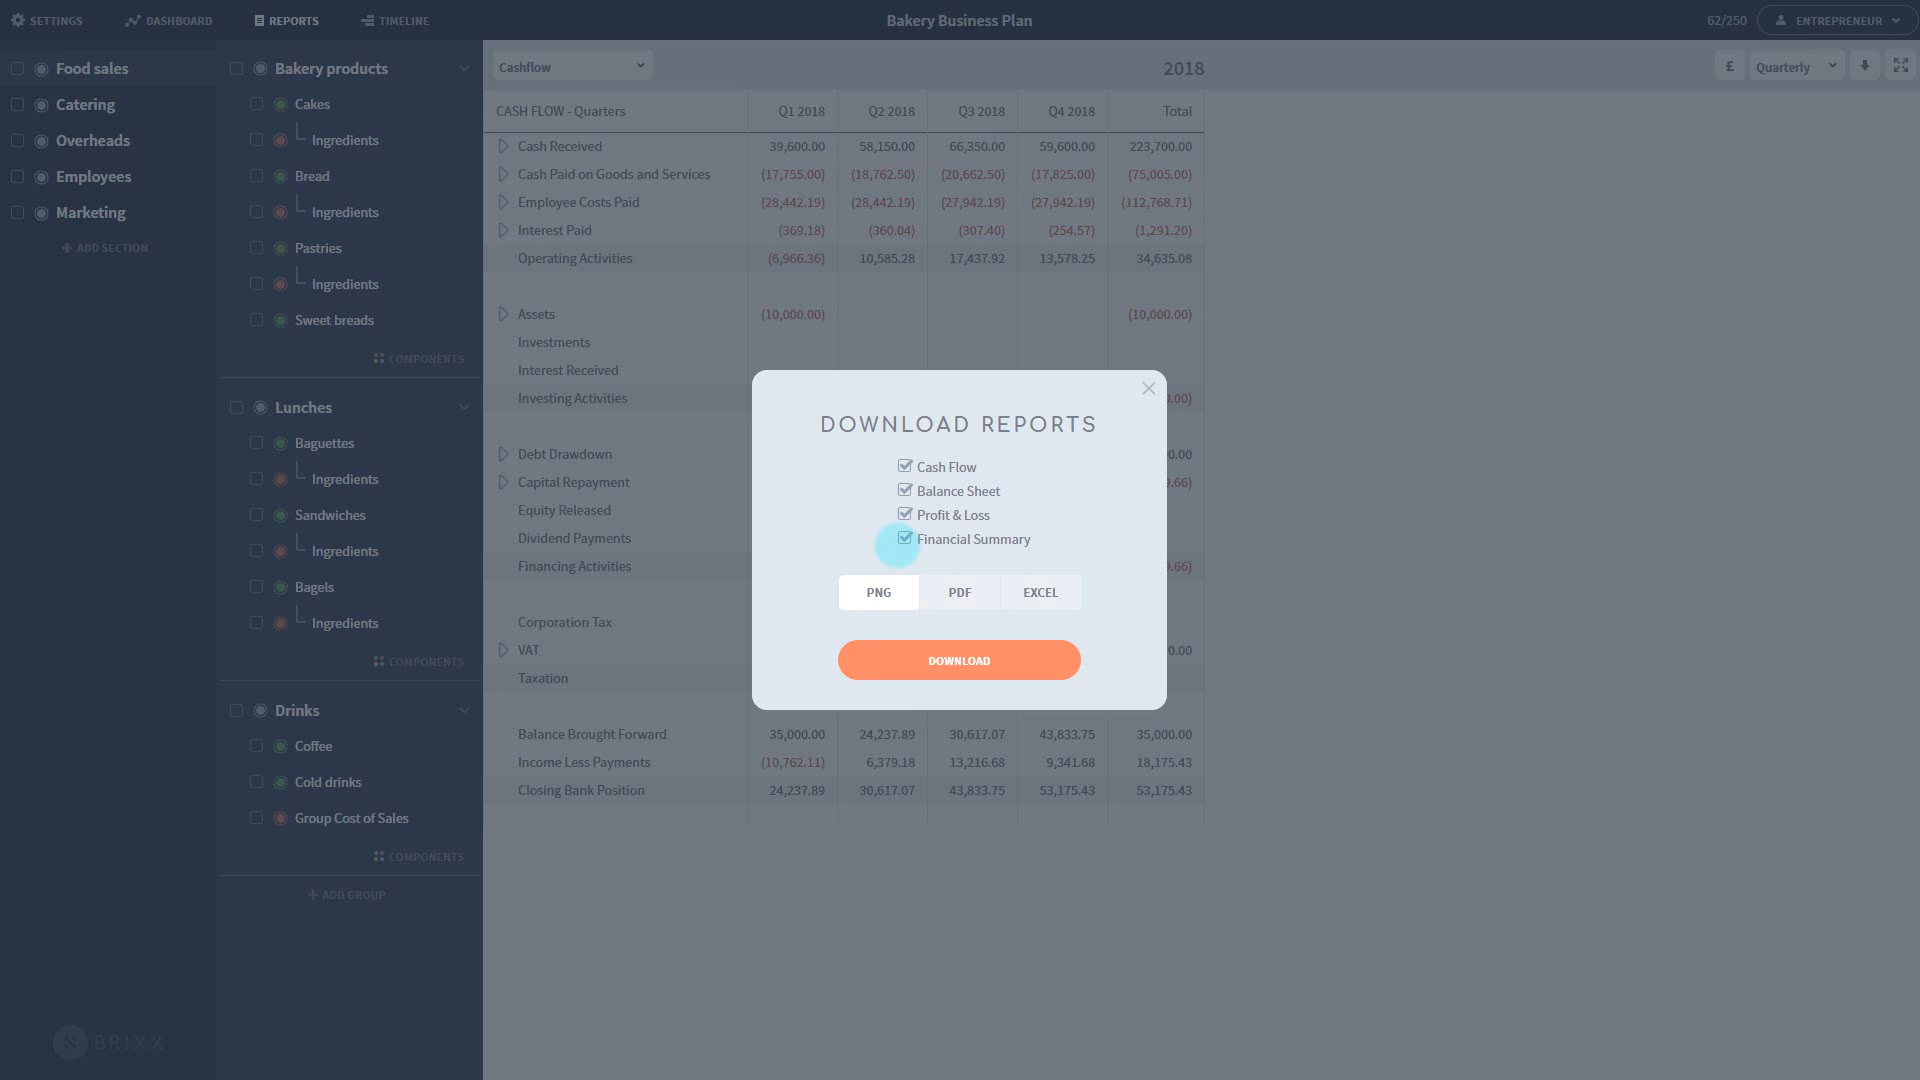 SETTINGS DASHBOARD REPORTS TIMELINE Bakery Business Plan 62/250 ENTREPRENEUR
Food sales
Catering
Overheads
Employees
Marketing
ADD SECTION
Bakery products
Cakes
Ingredients
Bread
Ingredients
Pastries
Ingredients
Sweet breads
COMPONENTS
Lunches
Baguettes
Ingredients
Sandwiches
Ingredients
Bagels
Ingredients
COMPONENTS
Drinks
Coffee
Cold drinks
Group Cost of Sales
COMPONENTS
ADD GROUP
BRIXX
Cashflow 2018 £ Quarterly
CASH FLOW - Quarters Q1 2018 Q2 2018 Q3 2018 Q4 2018 Total
Cash Received 39,600.00 58,150.00 66,350.00 59,600.00 223,700.00
Cash Paid on Goods and Services (17,755.00) (18,762.50) (20,662.50) (17,825.00) (75,005.00)
Employee Costs Paid (28,442.19) (28,442.19) (27,942.19) (27,942.19) (112,768.71)
Interest Paid (369.18) (360.04) (307.40) (254.57) (1,291.20)
Operating Activities (6,966.36) 10,585.28 17,437.92 13,578.25 34,635.08
Assets (10,000.00) (10,000.00)
Investments
Interest Received
Investing Activities
Debt Drawdown
Capital Repayment
Equity Released
Dividend Payments
Financing Activities
Corporation Tax
VAT
Taxation
Balance Brought Forward 35,000.00 24,237.89 30,617.07 43,833.75 35,000.00
Income Less Payments (10,762.11) 6,379.18 13,216.68 9,341.68 18,175.43
Closing Bank Position 24,237.89 30,617.07 43,833.75 53,175.43 53,175.43
DOWNLOAD REPORTS
Cash Flow
Balance Sheet
Profit & Loss
Financial Summary
PNG PDF EXCEL
DOWNLOAD